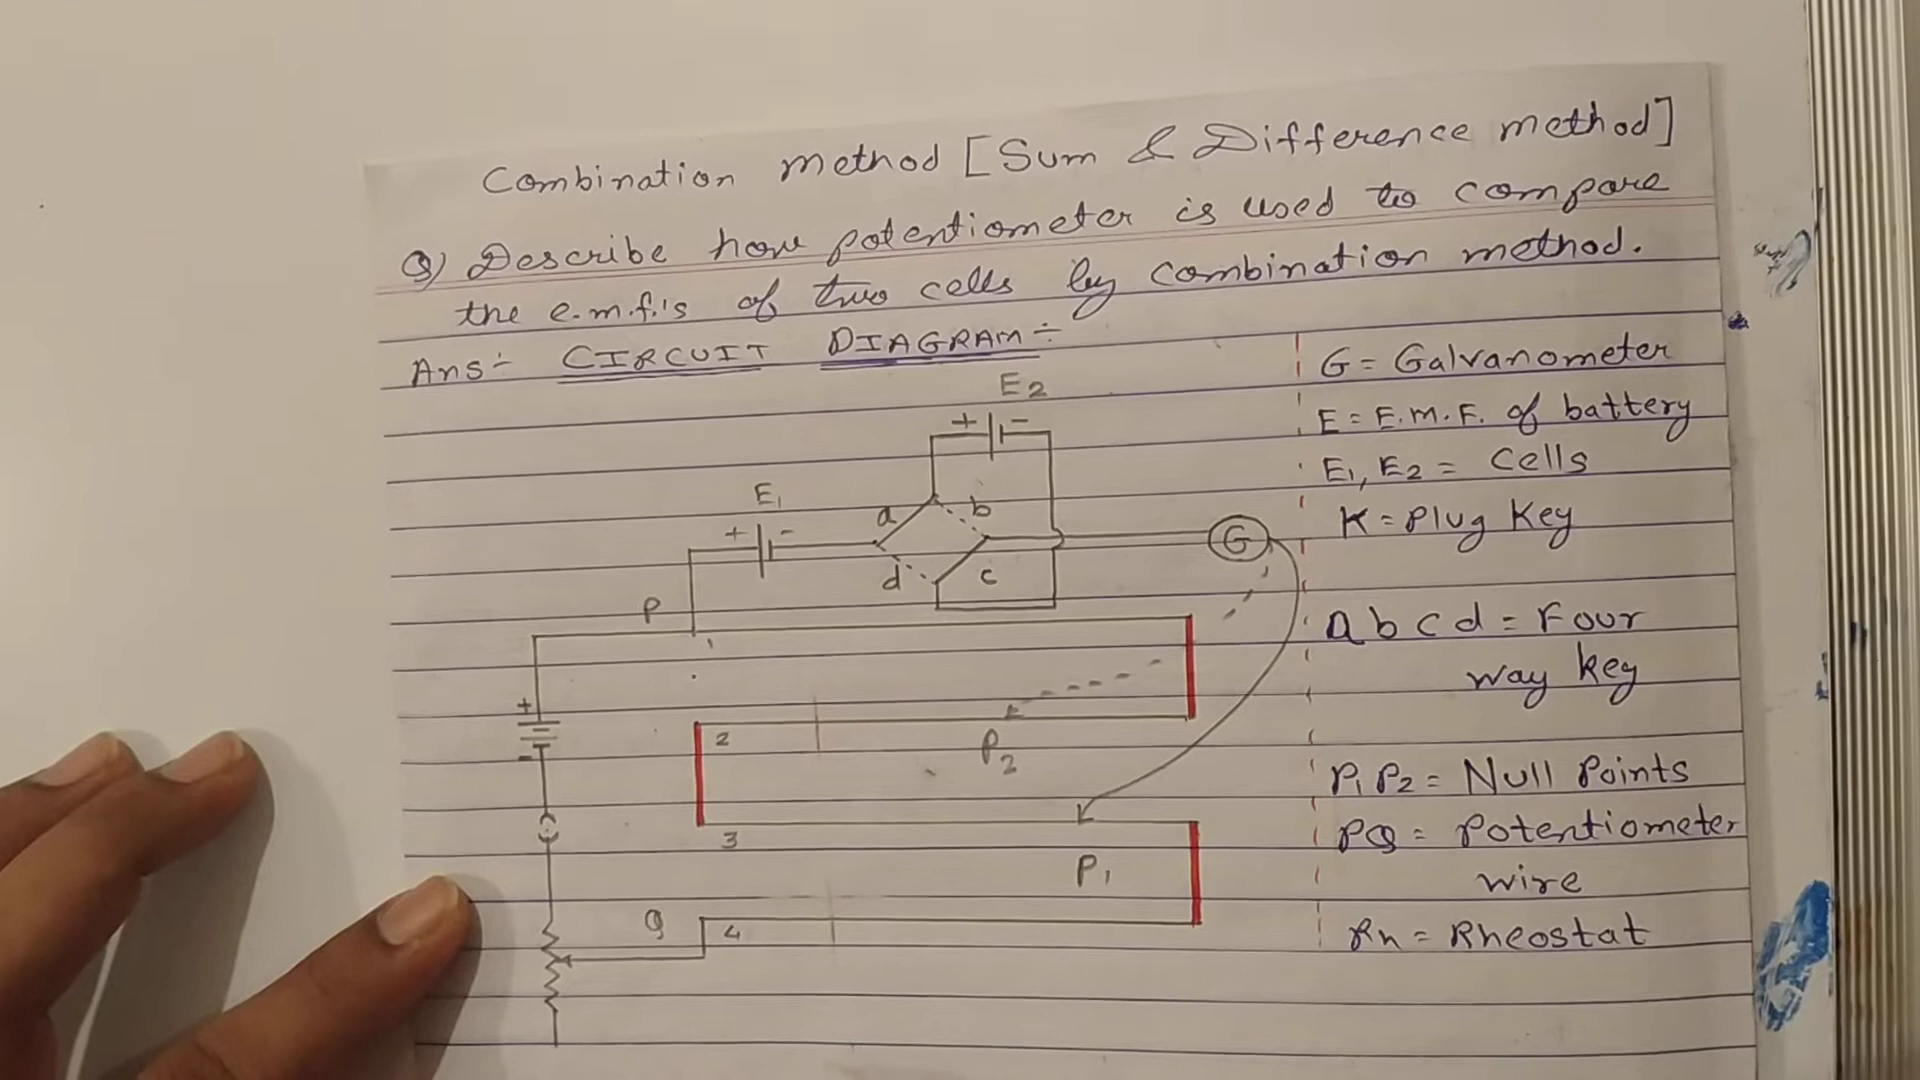 Combination method [Sum & Difference method]
Q) Describe how potentiometer is used to compare
the e.m.f.'s of two cells by combination method.
Ans:- CIRCUIT DIAGRAM÷
E2
+ -
E1
+ -
a b
d c
G
P
1
+
-
2
P2
3
P1
Q
4
G = Galvanometer
E = E.M.F. of battery
E1, E2 = Cells
K = Plug Key
a b c d = Four
way key
P1 P2 = Null Points
PQ = Potentiometer
wire
Rh = Rheostat